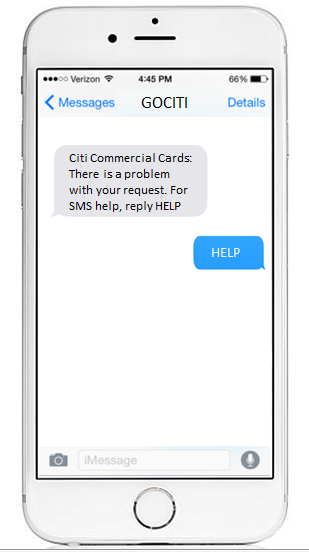 ●●●○○ Verizon 4:45 PM 66%
Messages GOCITI Details
Citi Commercial Cards:
There is a problem
with your request. For
SMS help, reply HELP
HELP
iMessage